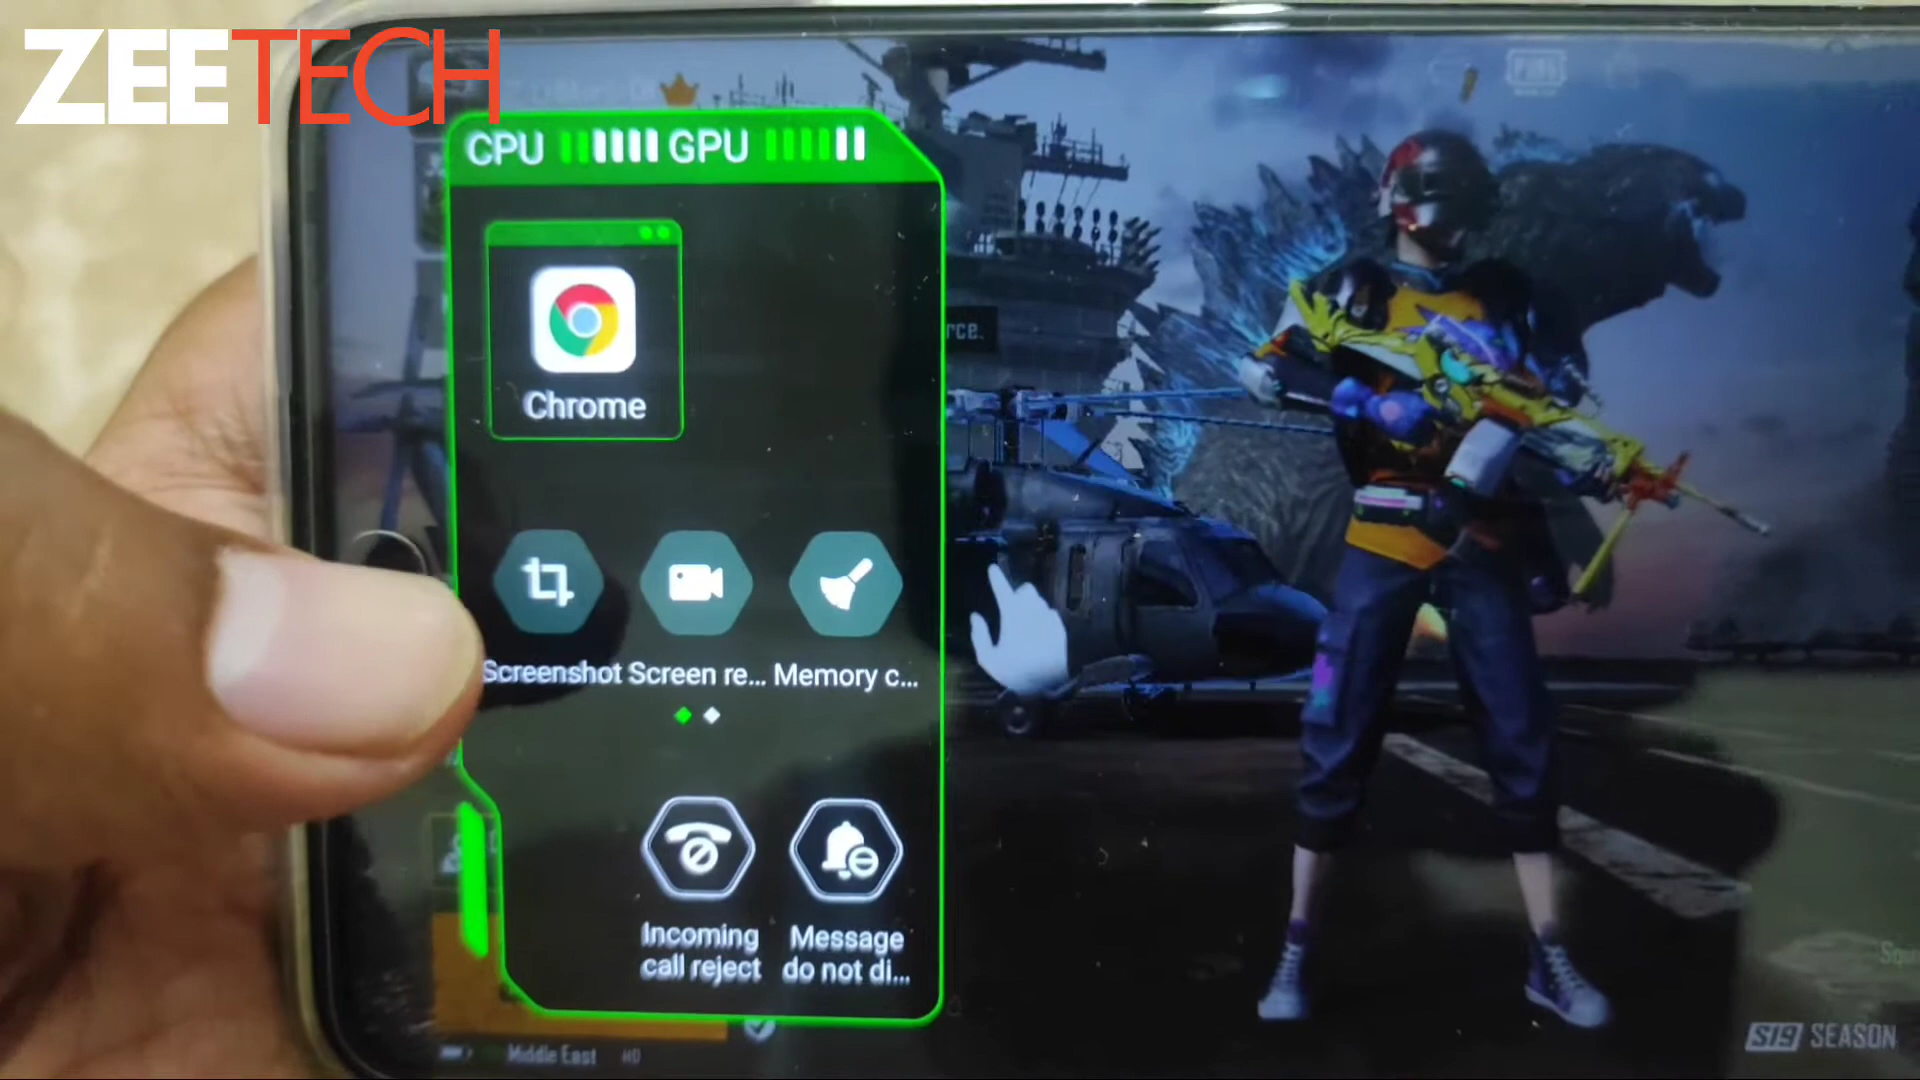 ZEETECH
CPU GPU
Chrome
rce.
Screenshot Screen re... Memory c...
Incoming call reject
Message do not di...
Middle East HD
S19 SEASON